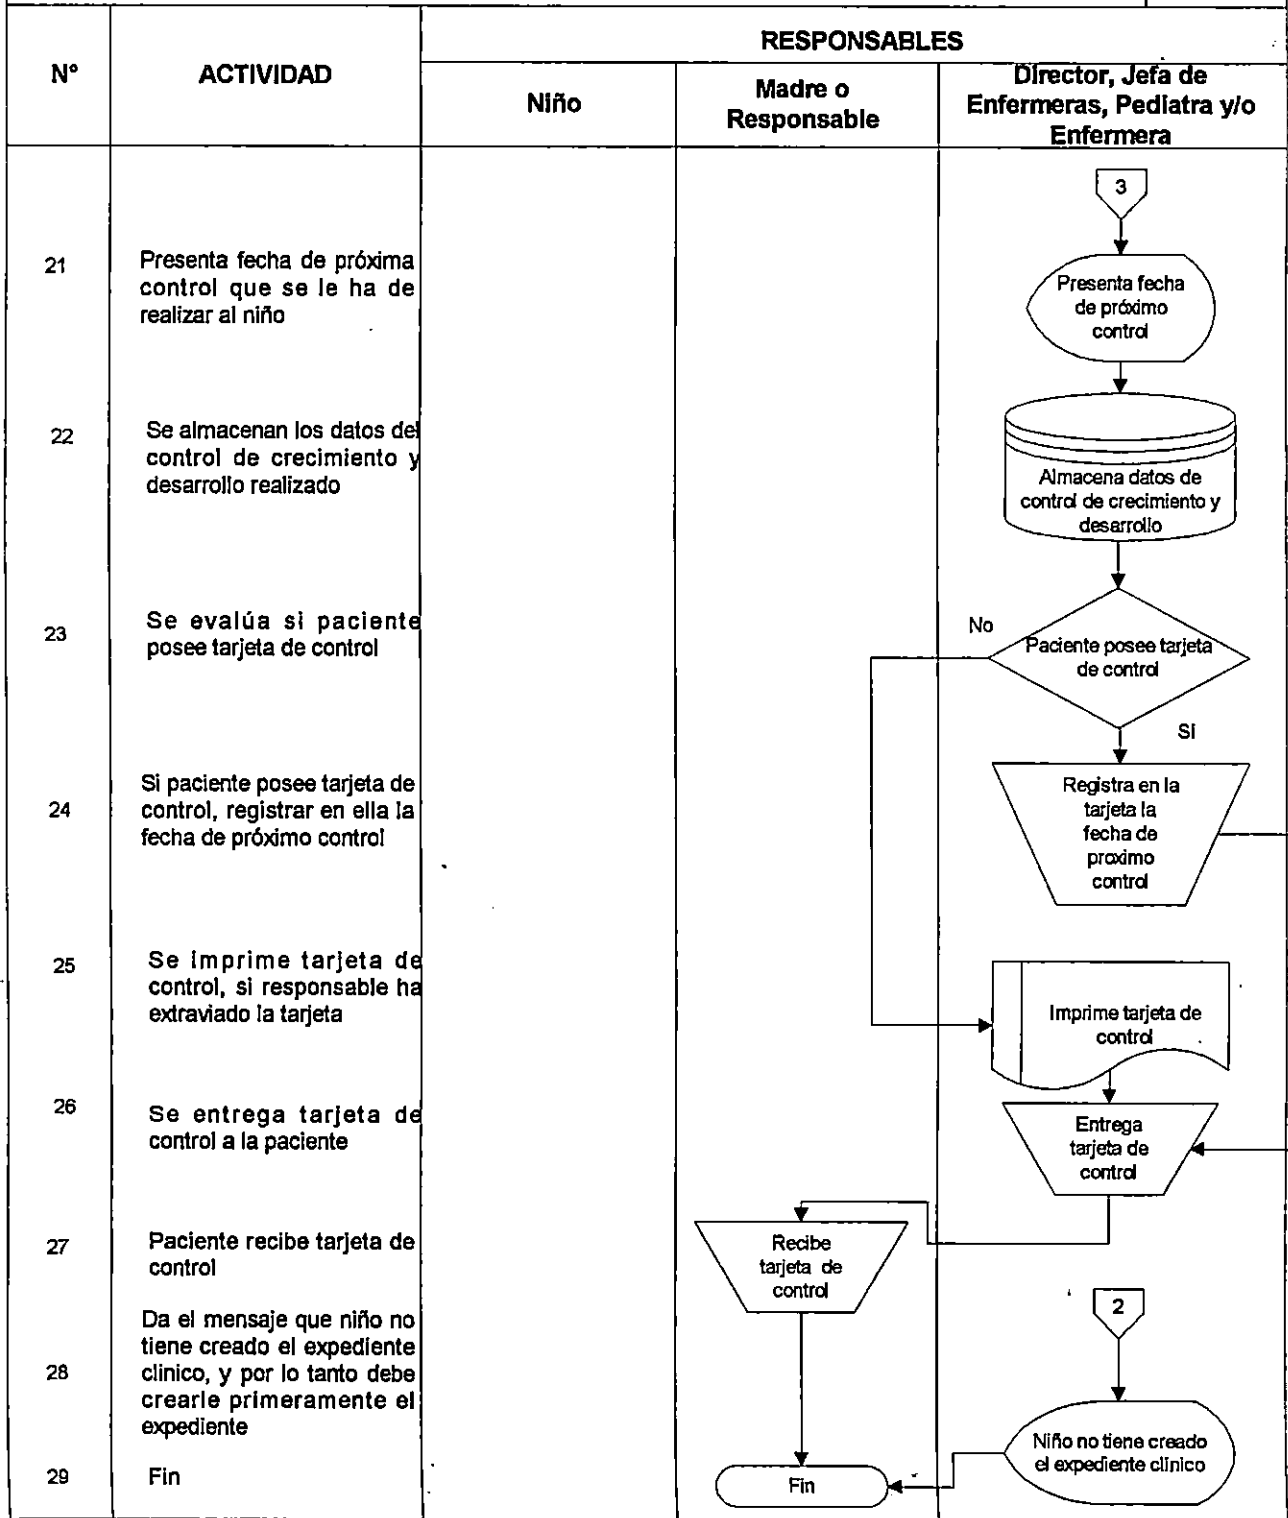 N°
ACTIVIDAD
RESPONSABLES
Niño
Madre o
Responsable
Director, Jefa de
Enfermeras, Pediatra y/o
Enfermera
3
21
Presenta fecha de próxima
control que se le ha de
realizar al niño
Presenta fecha
de próximo
control
22
Se almacenan los datos del
control de crecimiento y
desarrollo realizado
Almacena datos de
control de crecimiento y
desarrollo
23
Se evalúa si paciente
posee tarjeta de control
No
Paciente posee tarjeta
de control
Si
24
Si paciente posee tarjeta de
control, registrar en ella la
fecha de próximo control
Registra en la
tarjeta la
fecha de
proximo
control
25
Se imprime tarjeta de
control, si responsable ha
extraviado la tarjeta
Imprime tarjeta de
control
26
Se entrega tarjeta de
control a la paciente
Entrega
tarjeta de
control
27
Paciente recibe tarjeta de
control
Recibe
tarjeta de
control
2
28
Da el mensaje que niño no
tiene creado el expediente
clinico, y por lo tanto debe
crearle primeramente el
expediente
Niño no tiene creado
el expediente clinico
29
Fin
Fin